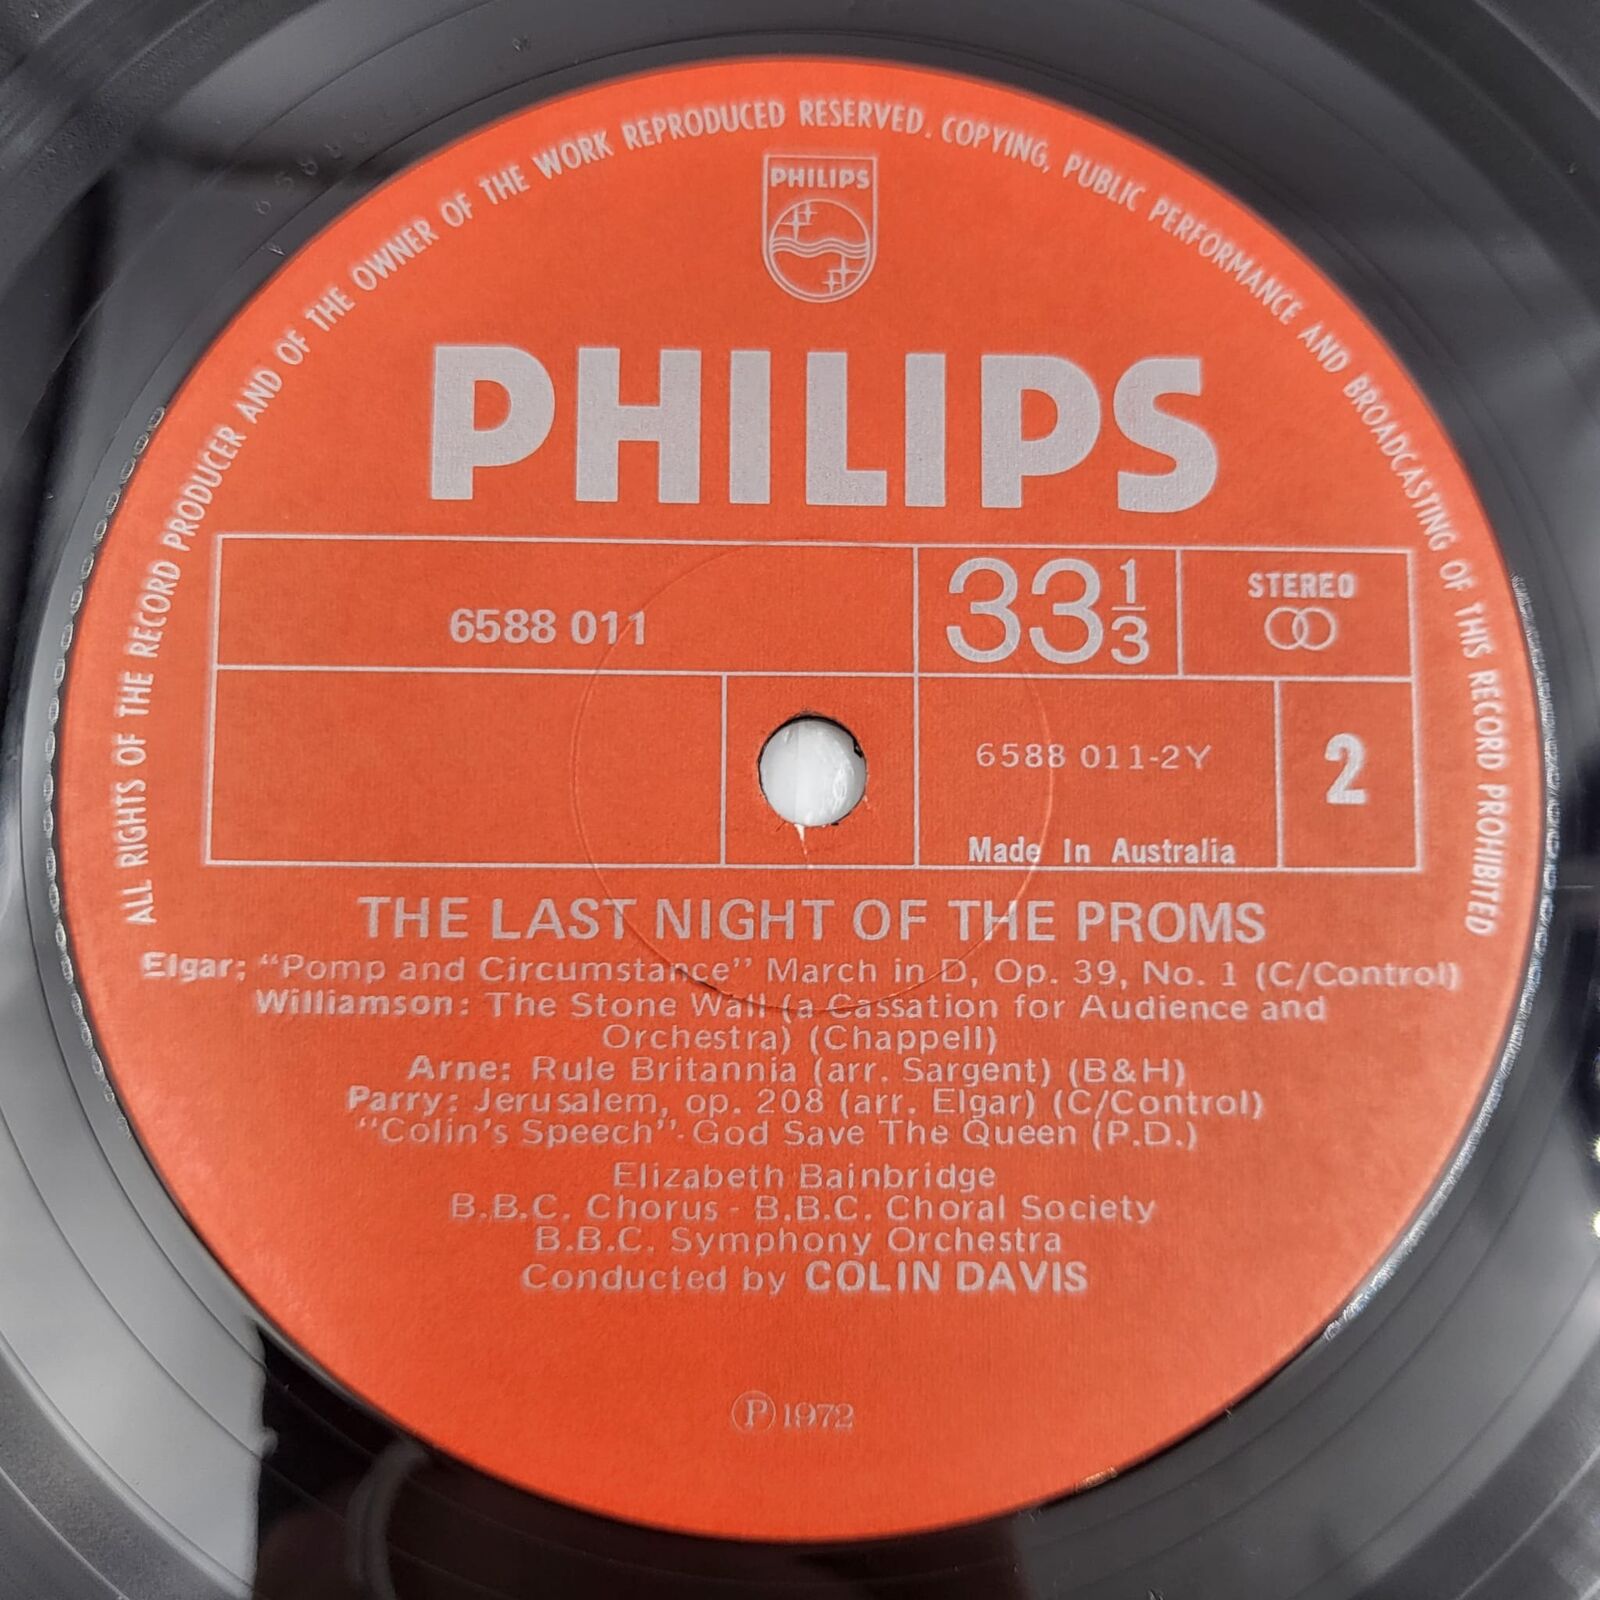 ALL RIGHTS OF THE RECORD PRODUCER AND OF THE OWNER OF THE WORK REPRODUCED RESERVED. COPYING, PUBLIC PERFORMANCE AND BROADCASTING OF THIS RECORD PROHIBITED
PHILIPS
PHILIPS
6588 011
33 1/3
STEREO
6588 011-2Y
2
Made In Australia
THE LAST NIGHT OF THE PROMS
Elgar; "Pomp and Circumstance" March in D, Op. 39, No. 1 (C/Control)
Williamson: The Stone Wall (a Cassation for Audience and
Orchestra) (Chappell)
Arne: Rule Britannia (arr. Sargent) (B&H)
Parry: Jerusalem, op. 208 (arr. Elgar) (C/Control)
"Colin's Speech"-God Save The Queen (P.D.)
Elizabeth Bainbridge
B.B.C. Chorus - B.B.C. Choral Society
B.B.C. Symphony Orchestra
Conducted by COLIN DAVIS
Ⓟ 1972